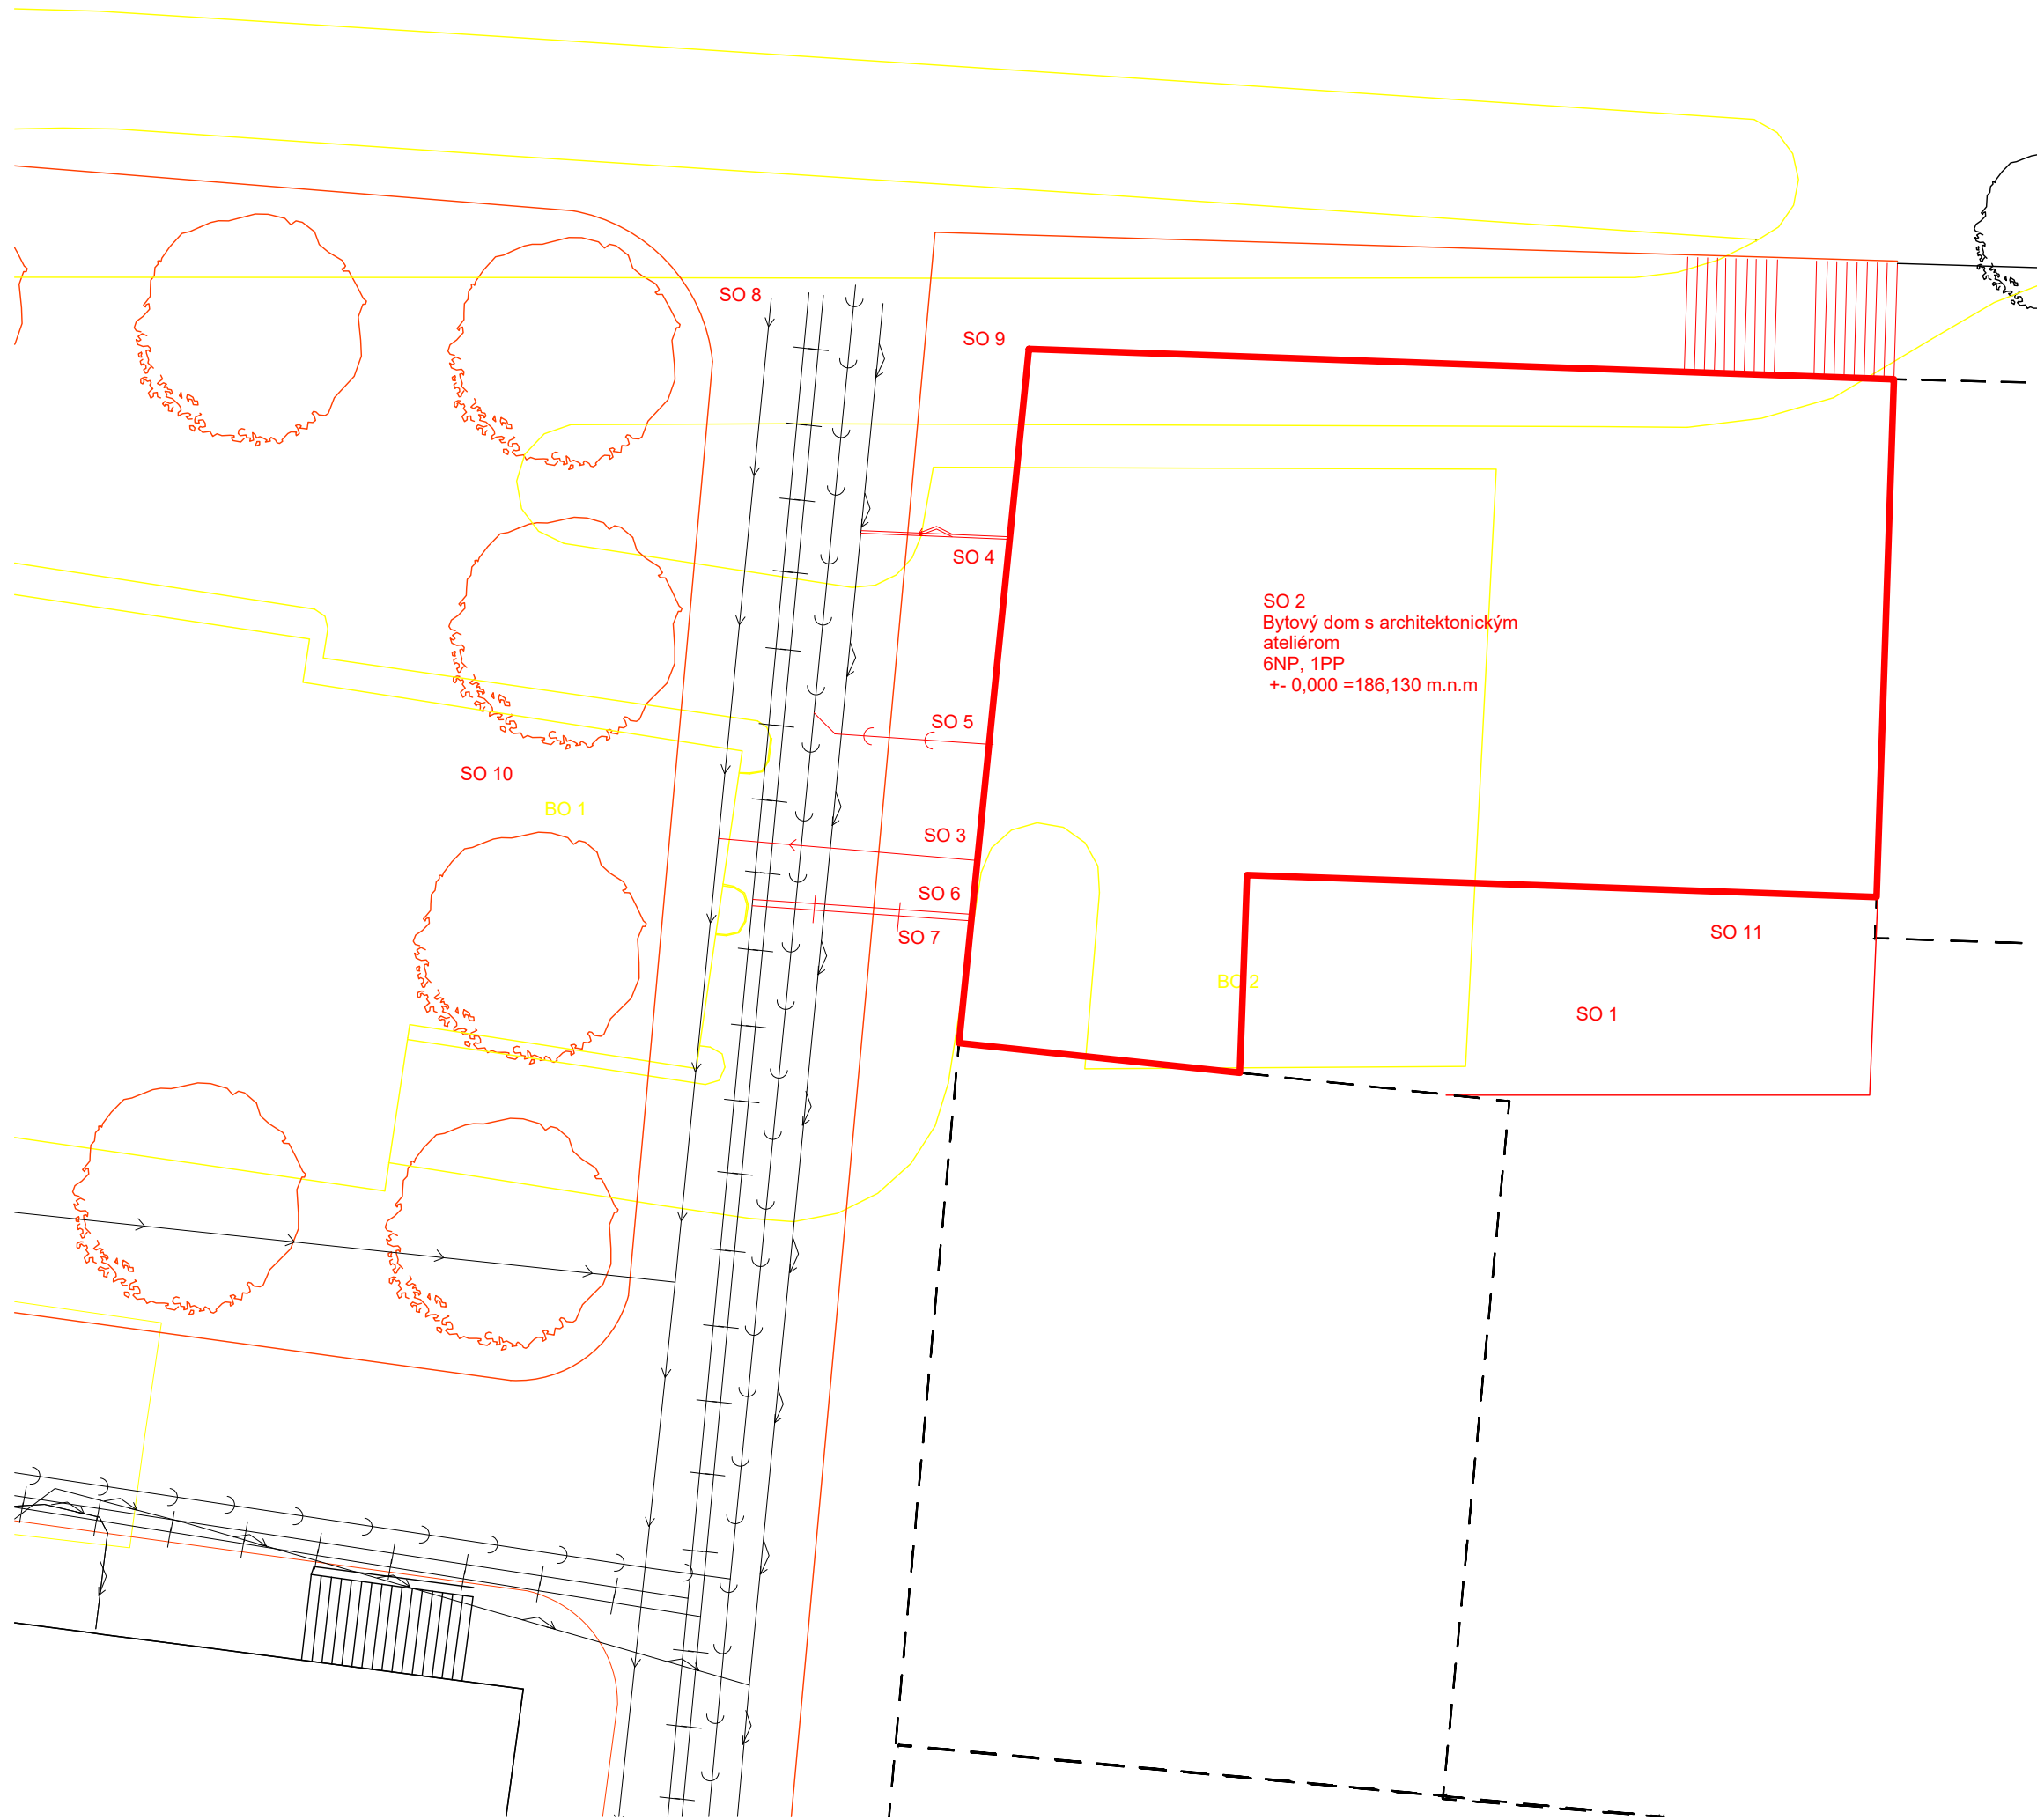 SO 8
SO 9
SO 4
SO 2
Bytový dom s architektonickým
ateliérom
6NP, 1PP
+- 0,000 =186,130 m.n.m
SO 5
SO 10
BO 1
SO 3
SO 6
SO 7
SO 11
BO 2
SO 1